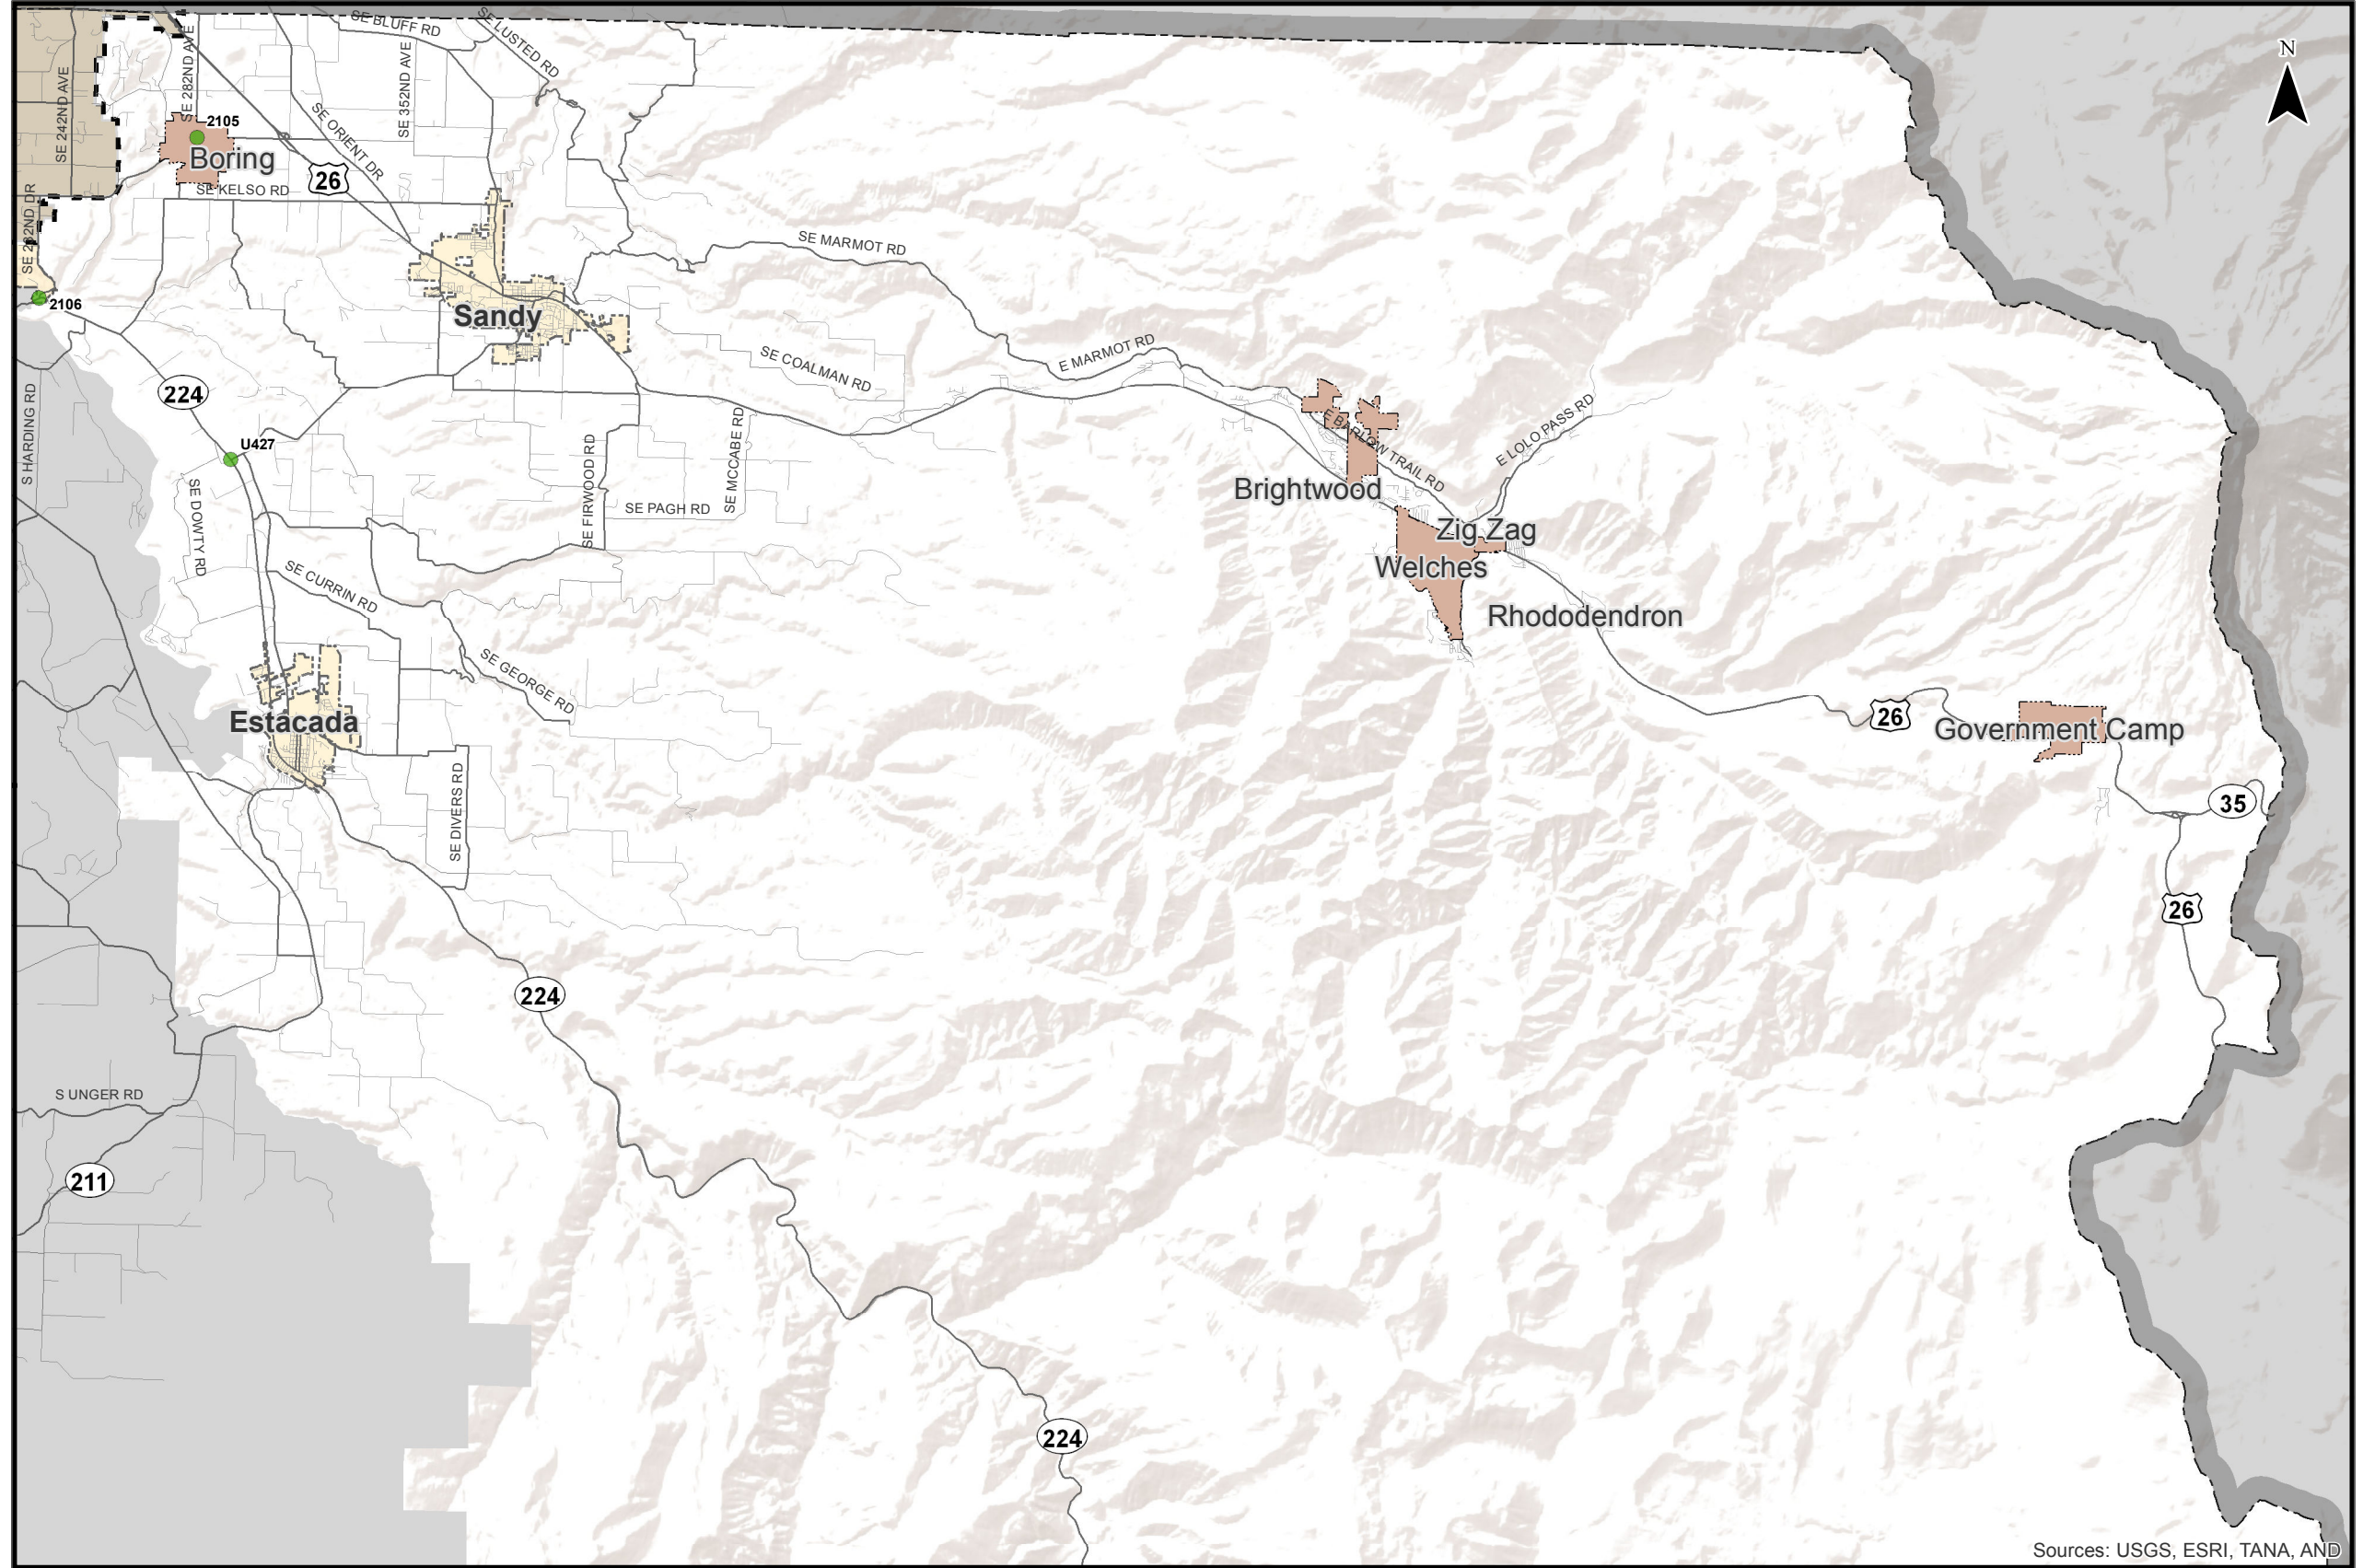 SE BLUFF RD
SE LUSTED RD
N
SE 282ND AVE
SE 352ND AVE
SE 242ND AVE
SE ORIENT DR
2105
Boring
26
SE KELSO RD
SE MARMOT RD
2106
Sandy
E MARMOT RD
SE COALMAN RD
224
S HARDING RD
E BARLOW TRAIL RD
E LOLO PASS RD
U427
SE FIRWOOD RD
SE MCCABE RD
SE PAGH RD
Brightwood
SE DOWTY RD
Zig Zag
Welches
SE CURRIN RD
Rhododendron
SE GEORGE RD
Estacada
26
Government Camp
SE DIVERS RD
35
26
224
S UNGER RD
211
224
Sources: USGS, ESRI, TANA, AND